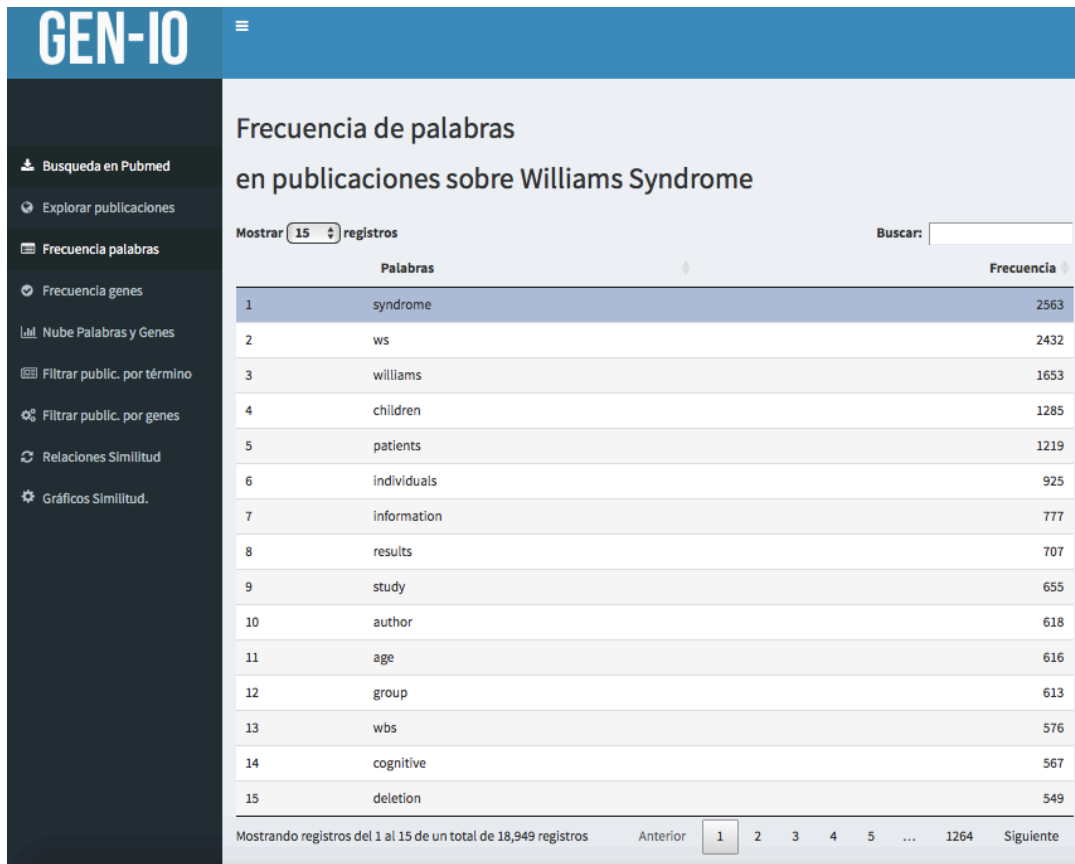 GEN-IO
Busqueda en Pubmed
Explorar publicaciones
Frecuencia palabras
Frecuencia genes
Nube Palabras y Genes
Filtrar public. por término
Filtrar public. por genes
Relaciones Similitud
Gráficos Similitud.
Frecuencia de palabras
en publicaciones sobre Williams Syndrome
Mostrar 15 registros Buscar:
Palabras Frecuencia
1 syndrome 2563
2 ws 2432
3 williams 1653
4 children 1285
5 patients 1219
6 individuals 925
7 information 777
8 results 707
9 study 655
10 author 618
11 age 616
12 group 613
13 wbs 576
14 cognitive 567
15 deletion 549
Mostrando registros del 1 al 15 de un total de 18,949 registros Anterior 1 2 3 4 5 ... 1264 Siguiente